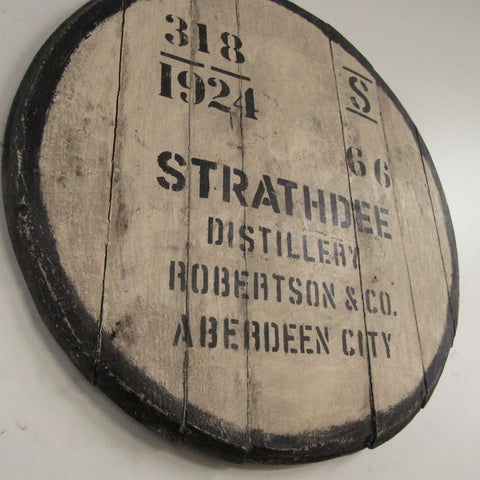 318
1924
S
66
STRATHDEE
DISTILLERY
ROBERTSON & CO.
ABERDEEN CITY